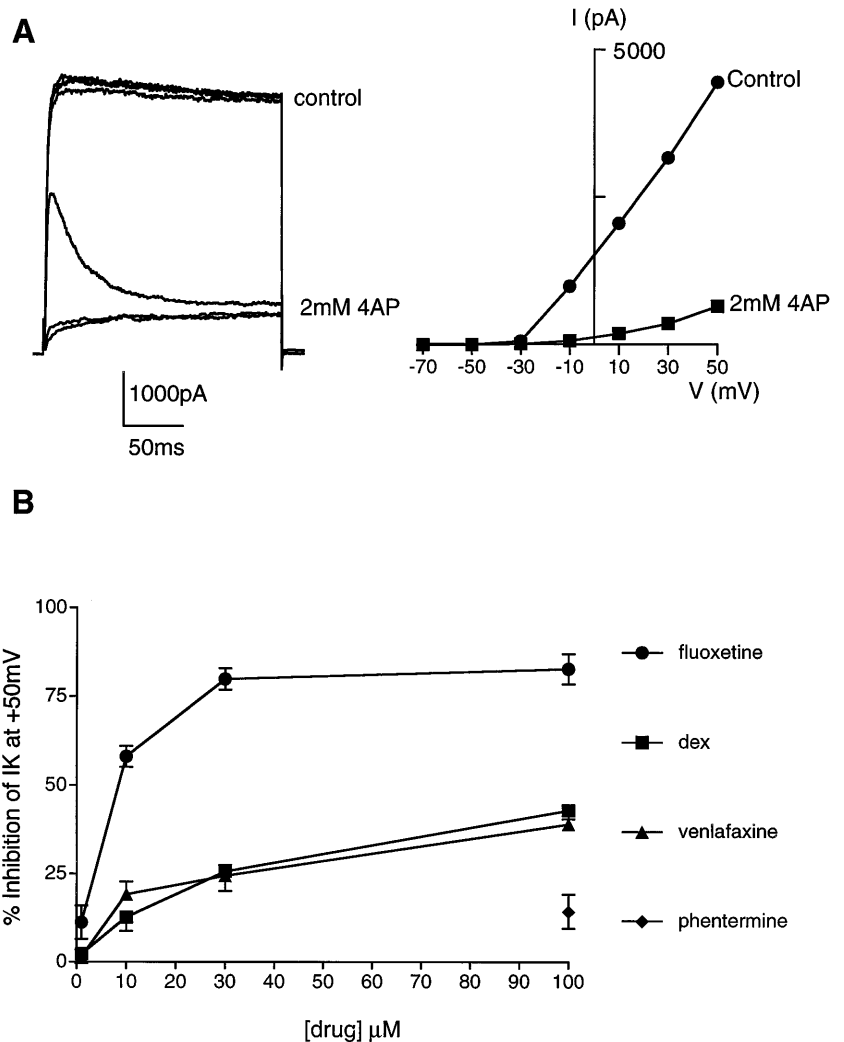 A
I (pA)
5000
Control
control
2mM 4AP
2mM 4AP
-70 -50 -30 -10 10 30 50
V (mV)
1000pA
50ms
B
% Inhibition of IK at +50mV
100
75
50
25
0
0 10 20 30 40 50 60 70 80 90 100
[drug] μM
fluoxetine
dex
venlafaxine
phentermine